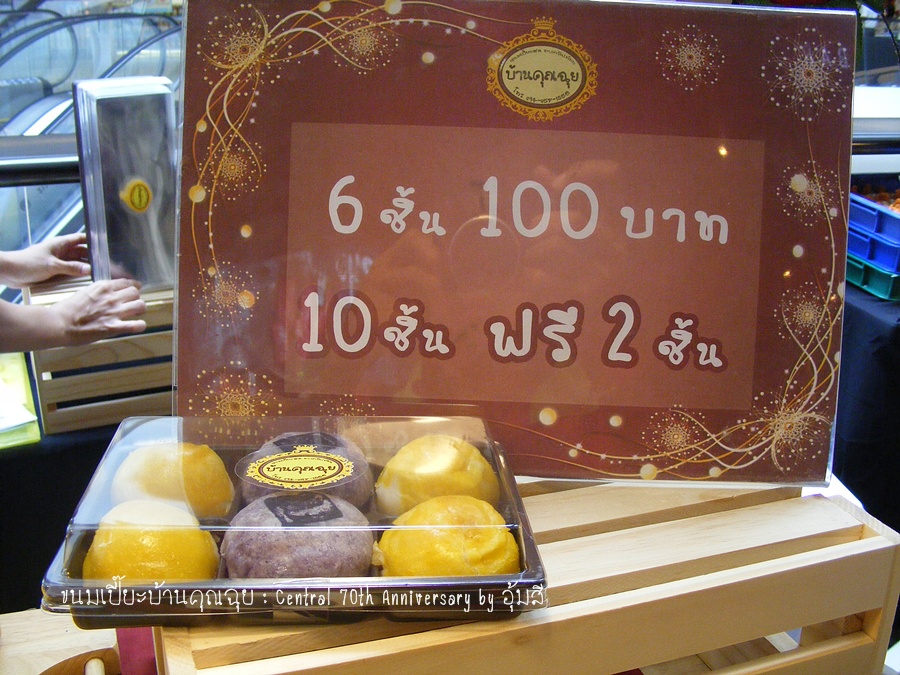 บ้านคุณฉุย
6 ชิ้น 100 บาท
10 ชิ้น ฟรี 2 ชิ้น
บ้านคุณฉุย
ขนมเปี๊ยะบ้านคุณฉุย : Central 70th Anniversary by อุ้มสี